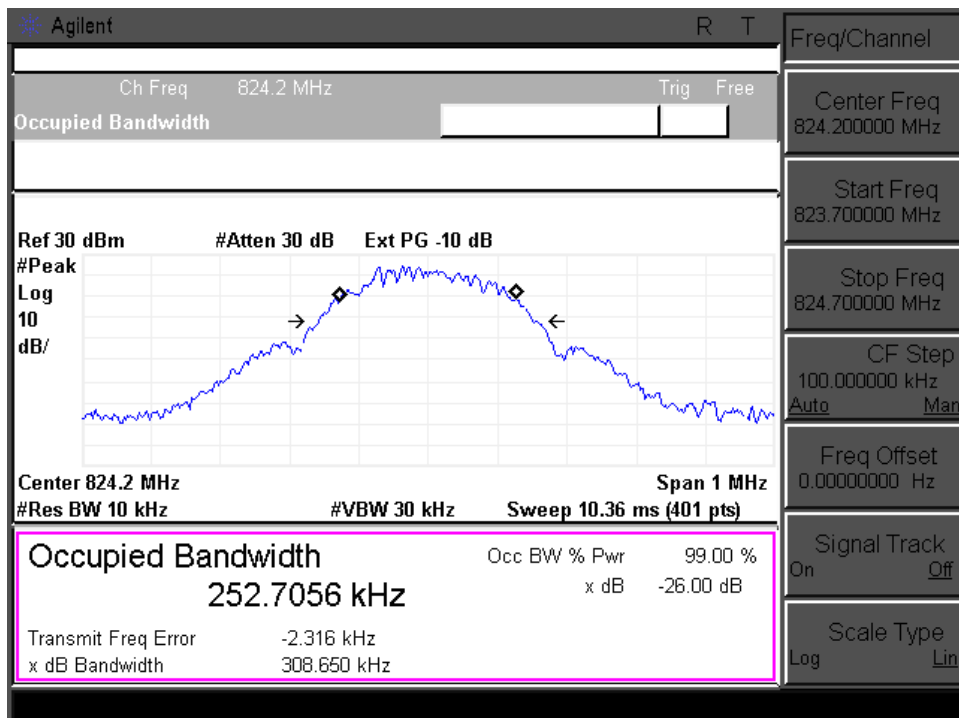 Agilent R T
Ch Freq 824.2 MHz Trig Free
Occupied Bandwidth
Ref 30 dBm #Atten 30 dB Ext PG -10 dB
#Peak
Log
10
dB/
Center 824.2 MHz Span 1 MHz
#Res BW 10 kHz #VBW 30 kHz Sweep 10.36 ms (401 pts)
Occupied Bandwidth
252.7056 kHz
Occ BW % Pwr 99.00 %
x dB -26.00 dB
Transmit Freq Error -2.316 kHz
x dB Bandwidth 308.650 kHz
Freq/Channel
Center Freq
824.200000 MHz
Start Freq
823.700000 MHz
Stop Freq
824.700000 MHz
CF Step
100.000000 kHz
Auto Man
Freq Offset
0.00000000 Hz
Signal Track
On Off
Scale Type
Log Lin